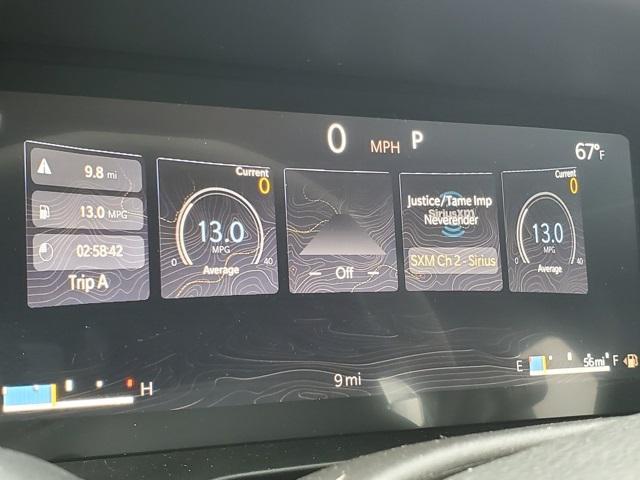 0 MPH P
67°F
9.8 mi
13.0 MPG
02:58:42
Trip A
Current
0
13.0
MPG
0 40
Average
Off
Justice/Tame Imp
SiriusXM
Neverender
SXM Ch 2 - Sirius
Current
0
13.0
MPG
0 40
Average
H
9 mi
E 56 mi F